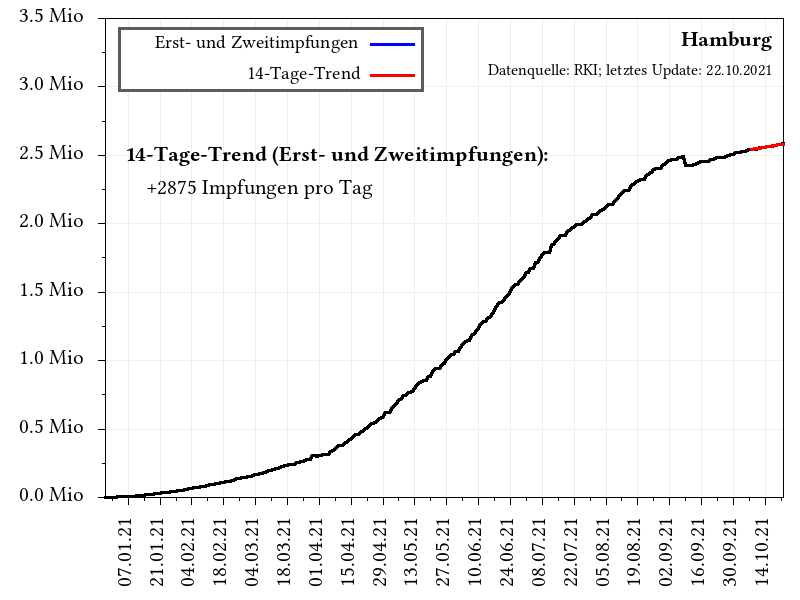 3.5 Mio
3.0 Mio
2.5 Mio
2.0 Mio
1.5 Mio
1.0 Mio
0.5 Mio
0.0 Mio
Erst- und Zweitimpfungen
14-Tage-Trend
Hamburg
Datenquelle: RKI; letztes Update: 22.10.2021
14-Tage-Trend (Erst- und Zweitimpfungen):
+2875 Impfungen pro Tag
07.01.21
21.01.21
04.02.21
18.02.21
04.03.21
18.03.21
01.04.21
15.04.21
29.04.21
13.05.21
27.05.21
10.06.21
24.06.21
08.07.21
22.07.21
05.08.21
19.08.21
02.09.21
16.09.21
30.09.21
14.10.21